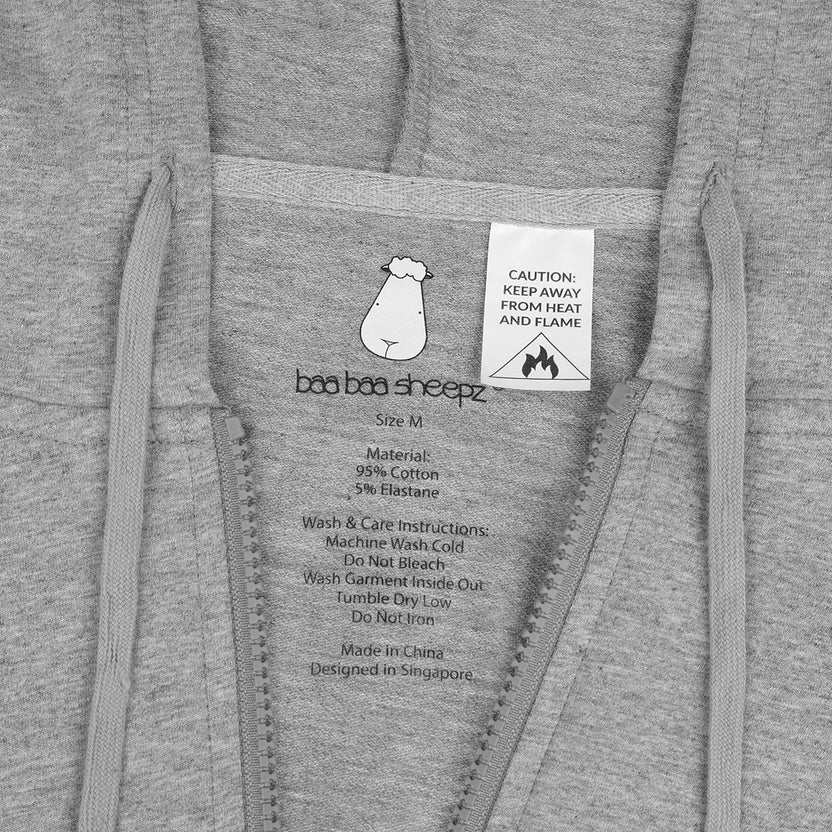 CAUTION:
KEEP AWAY
FROM HEAT
AND FLAME
baa baa sheepz®
Size M
Material:
95% Cotton
5% Elastane
Wash & Care Instructions:
Machine Wash Cold
Do Not Bleach
Wash Garment Inside Out
Tumble Dry Low
Do Not Iron
Made in China
Designed in Singapore